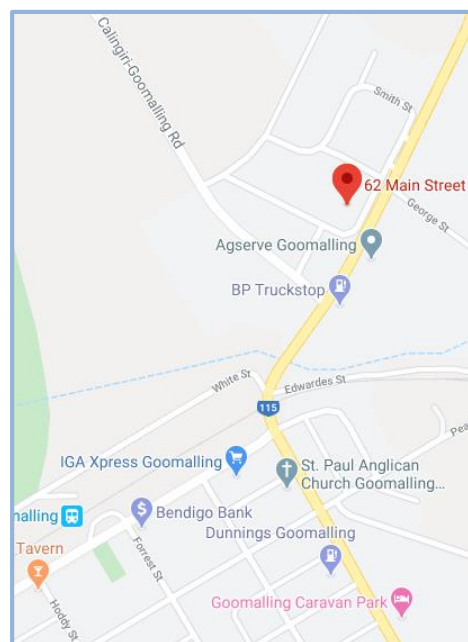 Calingiri-Goomalling Rd
Smith St
62 Main Street
George St
Agserve Goomalling
BP Truckstop
White St
Edwardes St
115
Pea
IGA Xpress Goomalling
St. Paul Anglican
Church Goomalling...
malling
Bendigo Bank
Dunnings Goomalling
Tavern
Forrest St
Goomalling Caravan Park
Hoddy St